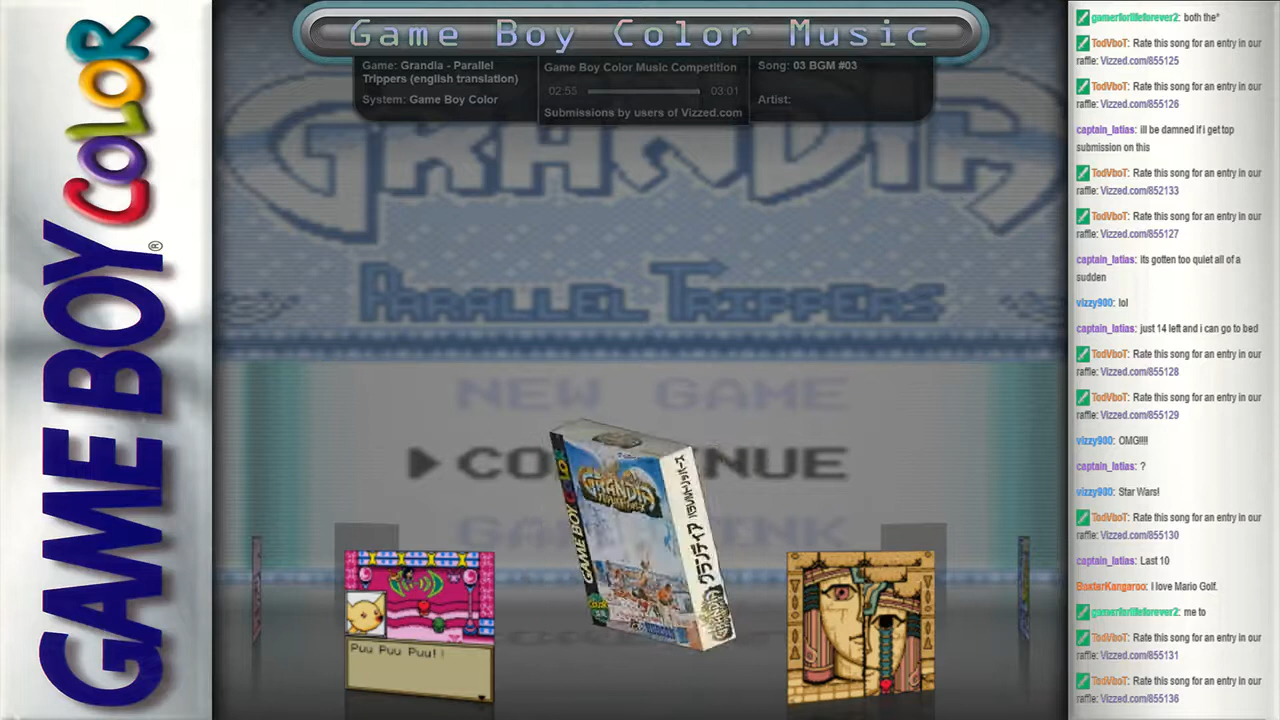 Game Boy Color Music
Game: Grandia - Parallel
Trippers (english translation)
System: Game Boy Color
Game Boy Color Music Competition
02:55 03:01
Submissions by users of Vizzed.com
Song: 03 BGM #03
Artist:
GAME BOY COLOR
®
GRANDIA
PARALLEL TRIPPERS
NEW GAME
GRANDIA
GAME BOY
グランディア
Puu Puu Puu!!
gamerforlifeforever2: both the*
TodVboT: Rate this song for an entry in our
raffle: Vizzed.com/855125
TodVboT: Rate this song for an entry in our
raffle: Vizzed.com/855126
captain_latias: ill be damned if i get top
submission on this
TodVboT: Rate this song for an entry in our
raffle: Vizzed.com/852133
TodVboT: Rate this song for an entry in our
raffle: Vizzed.com/855127
captain_latias: its gotten too quiet all of a
sudden
vizzy900: lol
captain_latias: just 14 left and i can go to bed
TodVboT: Rate this song for an entry in our
raffle: Vizzed.com/855128
TodVboT: Rate this song for an entry in our
raffle: Vizzed.com/855129
vizzy900: OMG!!!!
captain_latias: ?
vizzy900: Star Wars!
TodVboT: Rate this song for an entry in our
raffle: Vizzed.com/855130
captain_latias: Last 10
BaxterKangaroo: I love Mario Golf.
gamerforlifeforever2: me to
TodVboT: Rate this song for an entry in our
raffle: Vizzed.com/855131
TodVboT: Rate this song for an entry in our
raffle: Vizzed.com/855136